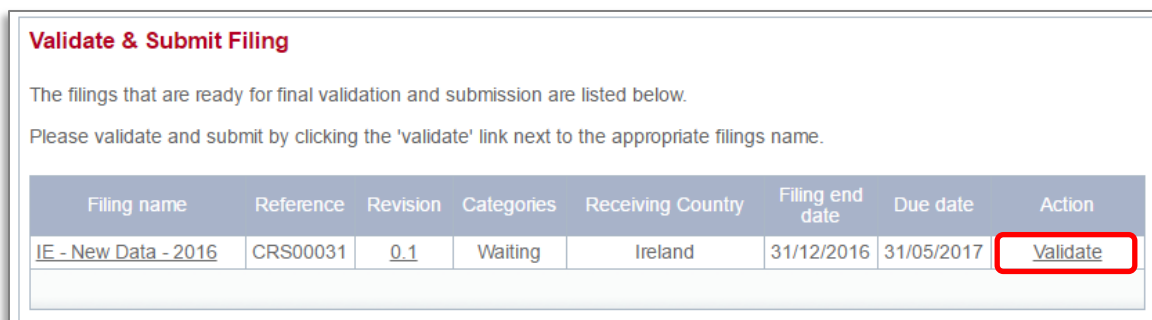 Validate & Submit Filing
The filings that are ready for final validation and submission are listed below.
Please validate and submit by clicking the 'validate' link next to the appropriate filings name.
Filing name Reference Revision Categories Receiving Country Filing end date Due date Action
IE - New Data - 2016 CRS00031 0.1 Waiting Ireland 31/12/2016 31/05/2017 Validate